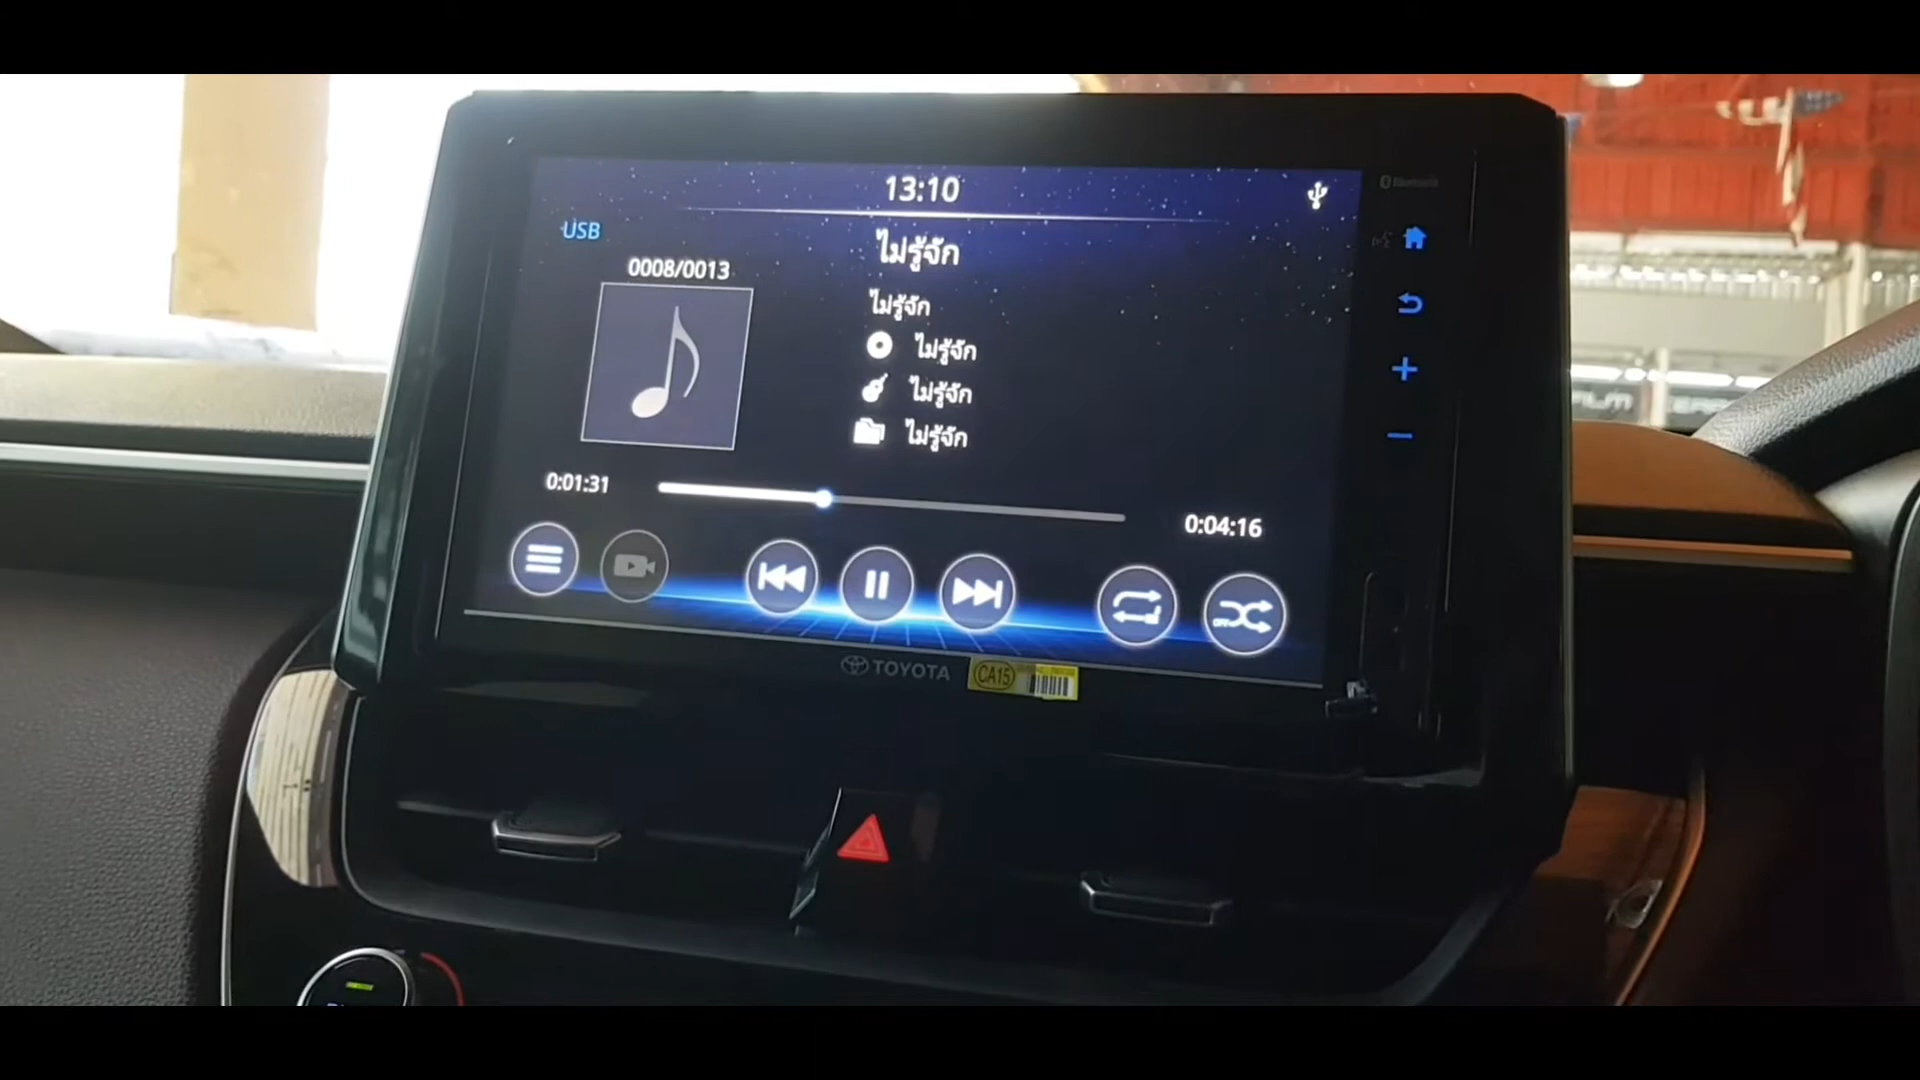 13:10
Bluetooth
USB
ไม่รู้จัก
0008/0013
ไม่รู้จัก
ไม่รู้จัก
ไม่รู้จัก
ไม่รู้จัก
0:01:31
0:04:16
OFF
TOYOTA
CA15